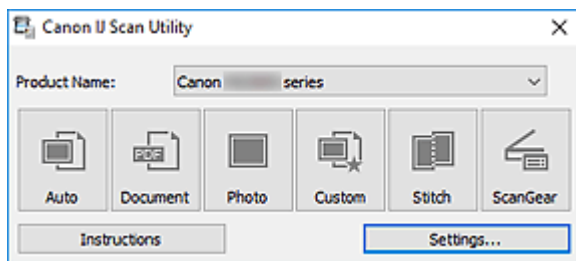 Canon IJ Scan Utility
Product Name: Canon series
PDF
Auto Document Photo Custom Stitch ScanGear
Instructions Settings...